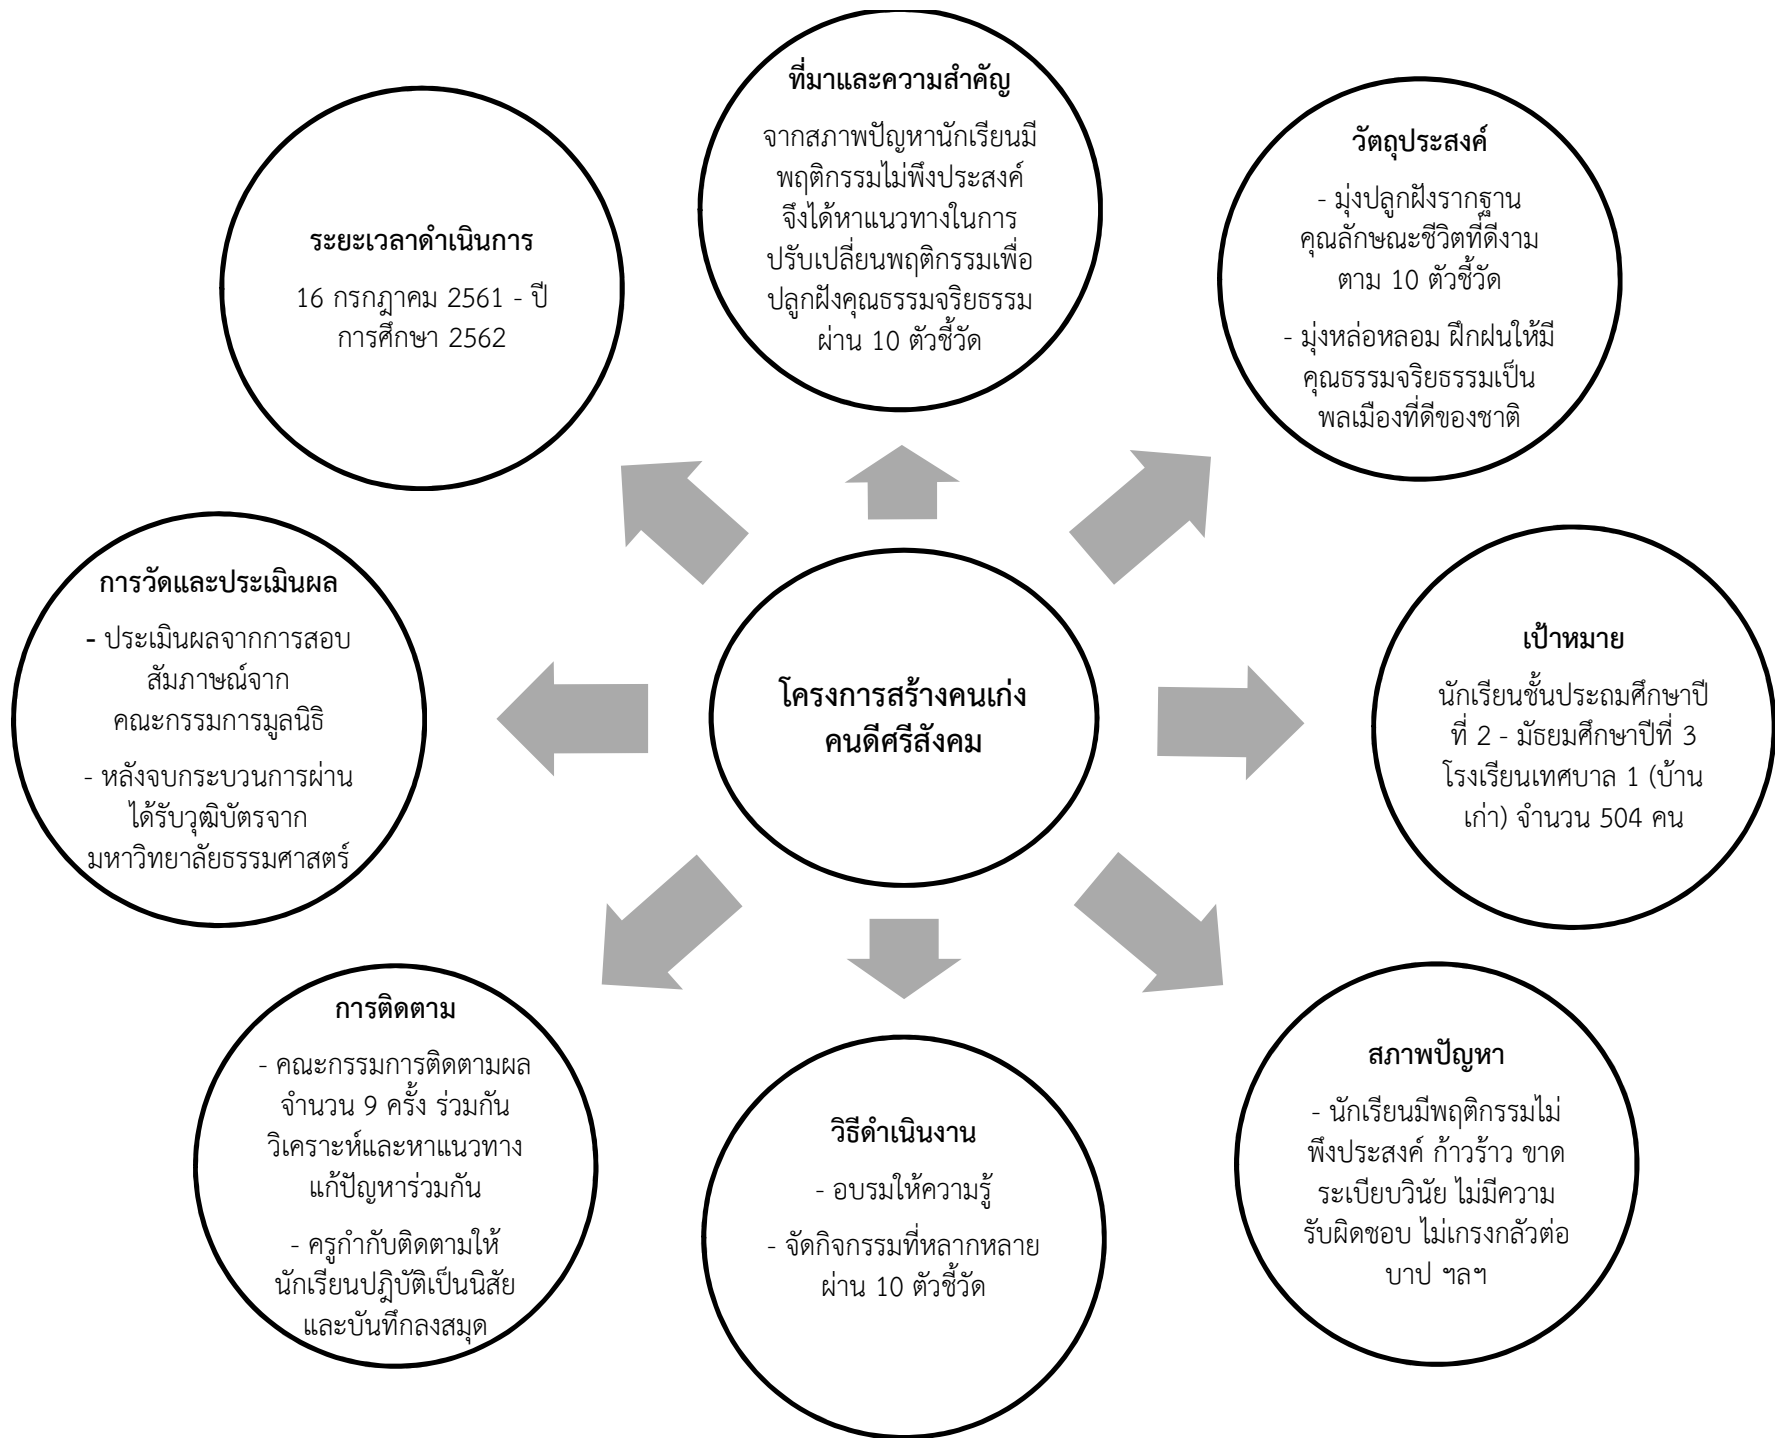 ที่มาและความสำคัญ
จากสภาพปัญหานักเรียนมี
พฤติกรรมไม่พึงประสงค์
จึงได้หาแนวทางในการ
ปรับเปลี่ยนพฤติกรรมเพื่อ
ปลูกฝังคุณธรรมจริยธรรม
ผ่าน 10 ตัวชี้วัด
วัตถุประสงค์
- มุ่งปลูกฝังรากฐาน
คุณลักษณะชีวิตที่ดีงาม
ตาม 10 ตัวชี้วัด
- มุ่งหล่อหลอม ฝึกฝนให้มี
คุณธรรมจริยธรรมเป็น
พลเมืองที่ดีของชาติ
เป้าหมาย
นักเรียนชั้นประถมศึกษาปี
ที่ 2 - มัธยมศึกษาปีที่ 3
โรงเรียนเทศบาล 1 (บ้าน
เก่า) จำนวน 504 คน
สภาพปัญหา
- นักเรียนมีพฤติกรรมไม่
พึงประสงค์ ก้าวร้าว ขาด
ระเบียบวินัย ไม่มีความ
รับผิดชอบ ไม่เกรงกลัวต่อ
บาป ฯลฯ
วิธีดำเนินงาน
- อบรมให้ความรู้
- จัดกิจกรรมที่หลากหลาย
ผ่าน 10 ตัวชี้วัด
การติดตาม
- คณะกรรมการติดตามผล
จำนวน 9 ครั้ง ร่วมกัน
วิเคราะห์และหาแนวทาง
แก้ปัญหาร่วมกัน
- ครูกำกับติดตามให้
นักเรียนปฏิบัติเป็นนิสัย
และบันทึกลงสมุด
การวัดและประเมินผล
- ประเมินผลจากการสอบ
สัมภาษณ์จาก
คณะกรรมการมูลนิธิ
- หลังจบกระบวนการผ่าน
ได้รับวุฒิบัตรจาก
มหาวิทยาลัยธรรมศาสตร์
ระยะเวลาดำเนินการ
16 กรกฎาคม 2561 - ปี
การศึกษา 2562
โครงการสร้างคนเก่ง
คนดีศรีสังคม